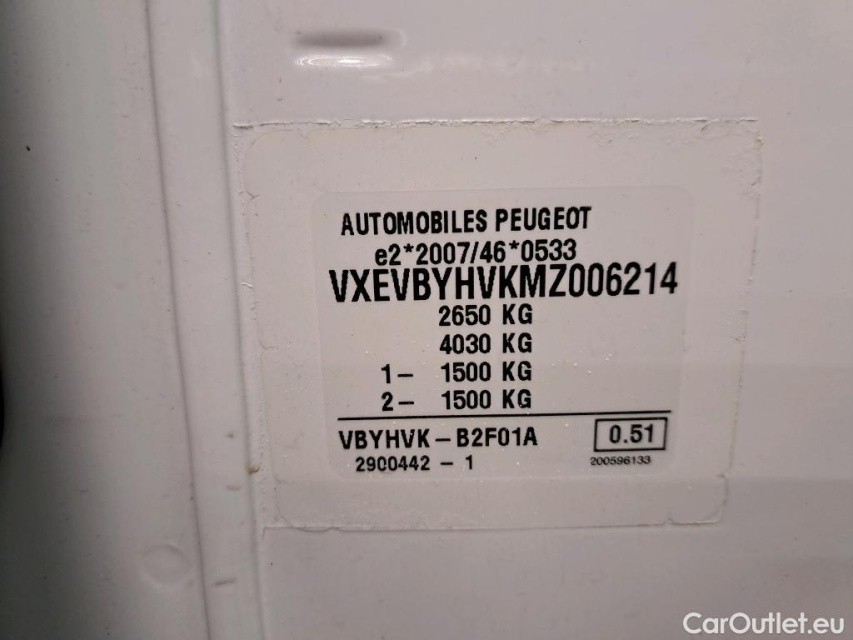 AUTOMOBILES PEUGEOT
e2*2007/46*0533
VXEVBYHVKMZ006214
2650 KG
4030 KG
1- 1500 KG
2- 1500 KG
VBYHVK-B2F01A 0.51
2900442-1 200596133
CarOutlet.eu